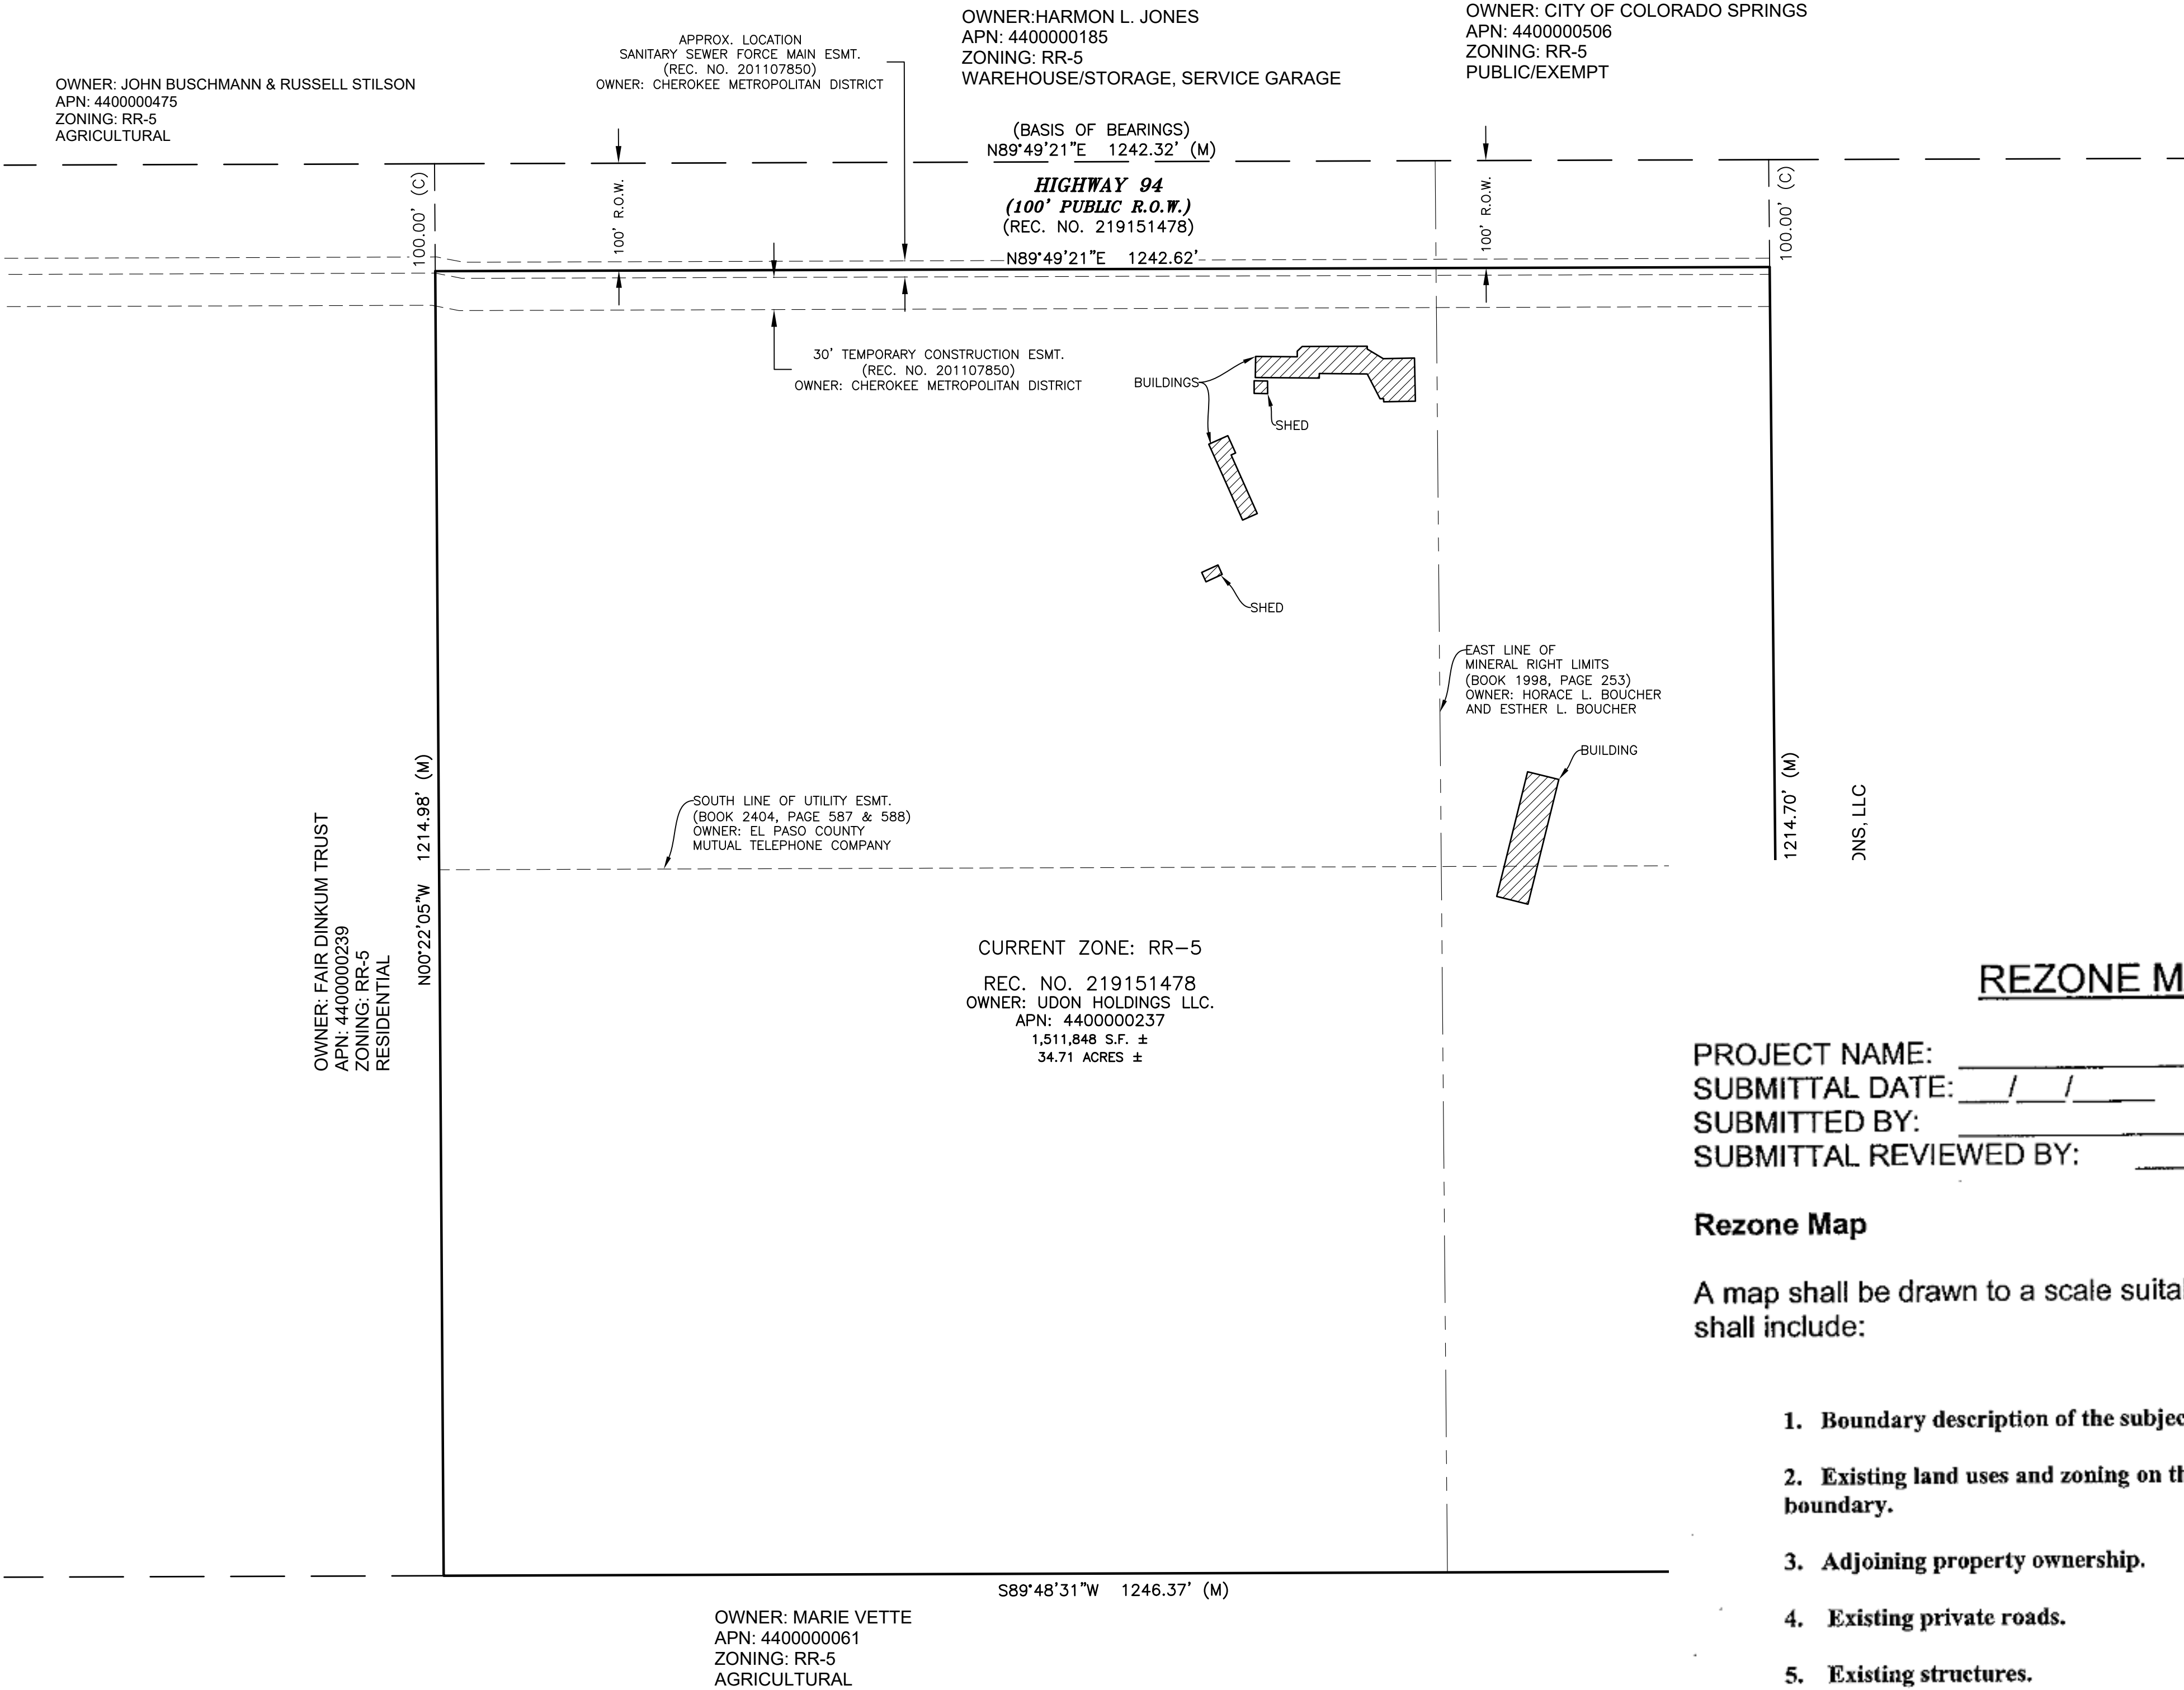 OWNER: JOHN BUSCHMANN & RUSSELL STILSON
APN: 4400000475
ZONING: RR-5
AGRICULTURAL
APPROX. LOCATION
SANITARY SEWER FORCE MAIN ESMT.
(REC. NO. 201107850)
OWNER: CHEROKEE METROPOLITAN DISTRICT
OWNER:HARMON L. JONES
APN: 4400000185
ZONING: RR-5
WAREHOUSE/STORAGE, SERVICE GARAGE
OWNER: CITY OF COLORADO SPRINGS
APN: 4400000506
ZONING: RR-5
PUBLIC/EXEMPT
(BASIS OF BEARINGS)
N89°49'21"E 1242.32' (M)
100.00' (C)
100' R.O.W.
HIGHWAY 94
(100' PUBLIC R.O.W.)
(REC. NO. 219151478)
100' R.O.W.
100.00' (C)
N89°49'21"E 1242.62'
30' TEMPORARY CONSTRUCTION ESMT.
(REC. NO. 201107850)
OWNER: CHEROKEE METROPOLITAN DISTRICT
BUILDINGS
SHED
SHED
EAST LINE OF
MINERAL RIGHT LIMITS
(BOOK 1998, PAGE 253)
OWNER: HORACE L. BOUCHER
AND ESTHER L. BOUCHER
BUILDING
SOUTH LINE OF UTILITY ESMT.
(BOOK 2404, PAGE 587 & 588)
OWNER: EL PASO COUNTY
MUTUAL TELEPHONE COMPANY
OWNER: FAIR DINKUM TRUST
APN: 4400000239
ZONING: RR-5
RESIDENTIAL
N00°22'05"W 1214.98' (M)
1214.70' (M)
ONS, LLC
CURRENT ZONE: RR-5
REC. NO. 219151478
OWNER: UDON HOLDINGS LLC.
APN: 4400000237
1,511,848 S.F. ±
34.71 ACRES ±
S89°48'31"W 1246.37' (M)
OWNER: MARIE VETTE
APN: 4400000061
ZONING: RR-5
AGRICULTURAL
REZONE M
PROJECT NAME:
SUBMITTAL DATE: / /
SUBMITTED BY:
SUBMITTAL REVIEWED BY:
Rezone Map
A map shall be drawn to a scale suita
shall include:
1. Boundary description of the subjec
2. Existing land uses and zoning on th
boundary.
3. Adjoining property ownership.
4. Existing private roads.
5. Existing structures.